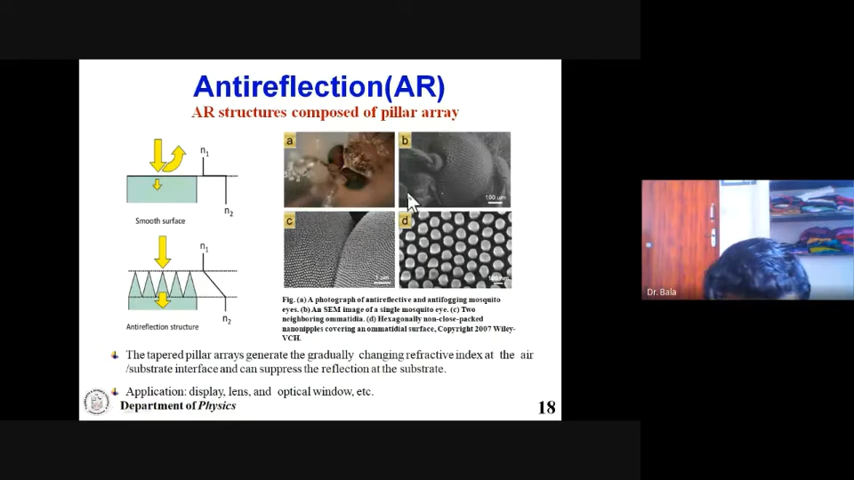 Antireflection(AR)
AR structures composed of pillar array
n1
n2
Smooth surface
n1
n2
Antireflection structure
a
b
100 μm
c
d
Fig. (a) A photograph of antireflective and antifogging mosquito
eyes. (b) An SEM image of a single mosquito eye. (c) Two
neighboring ommatidia. (d) Hexagonally non-close-packed
nanonipples covering an ommatidial surface, Copyright 2007 Wiley-
VCH.
The tapered pillar arrays generate the gradually changing refractive index at the air
/substrate interface and can suppress the reflection at the substrate.
Application: display, lens, and optical window, etc.
Department of Physics
18
Dr. Bala